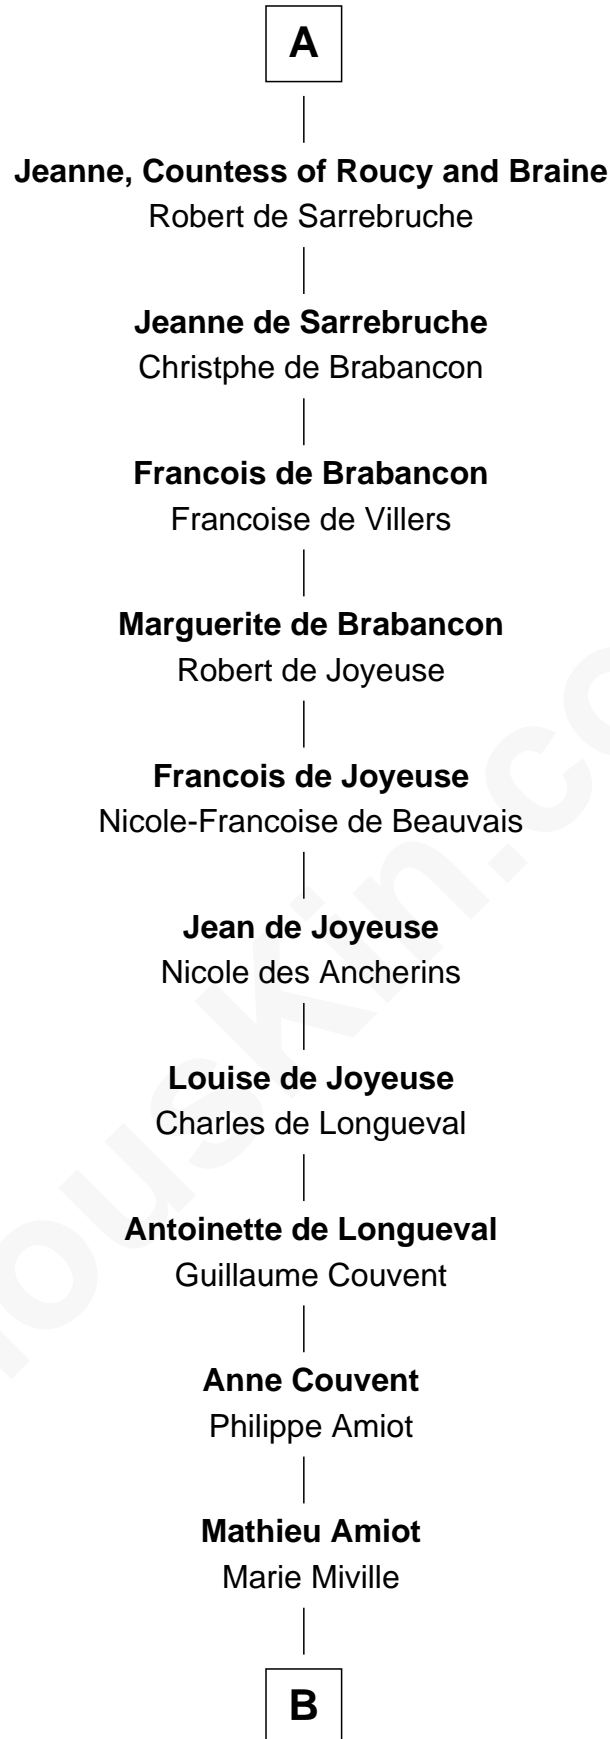 A
Jeanne, Countess of Roucy and Braine
Robert de Sarrebruche
Jeanne de Sarrebruche
Christphe de Brabancon
Francois de Brabancon
Francoise de Villers
Marguerite de Brabancon
Robert de Joyeuse
Francois de Joyeuse
Nicole-Francoise de Beauvais
Jean de Joyeuse
Nicole des Ancherins
Louise de Joyeuse
Charles de Longueval
Antoinette de Longueval
Guillaume Couvent
Anne Couvent
Philippe Amiot
Mathieu Amiot
Marie Miville
B